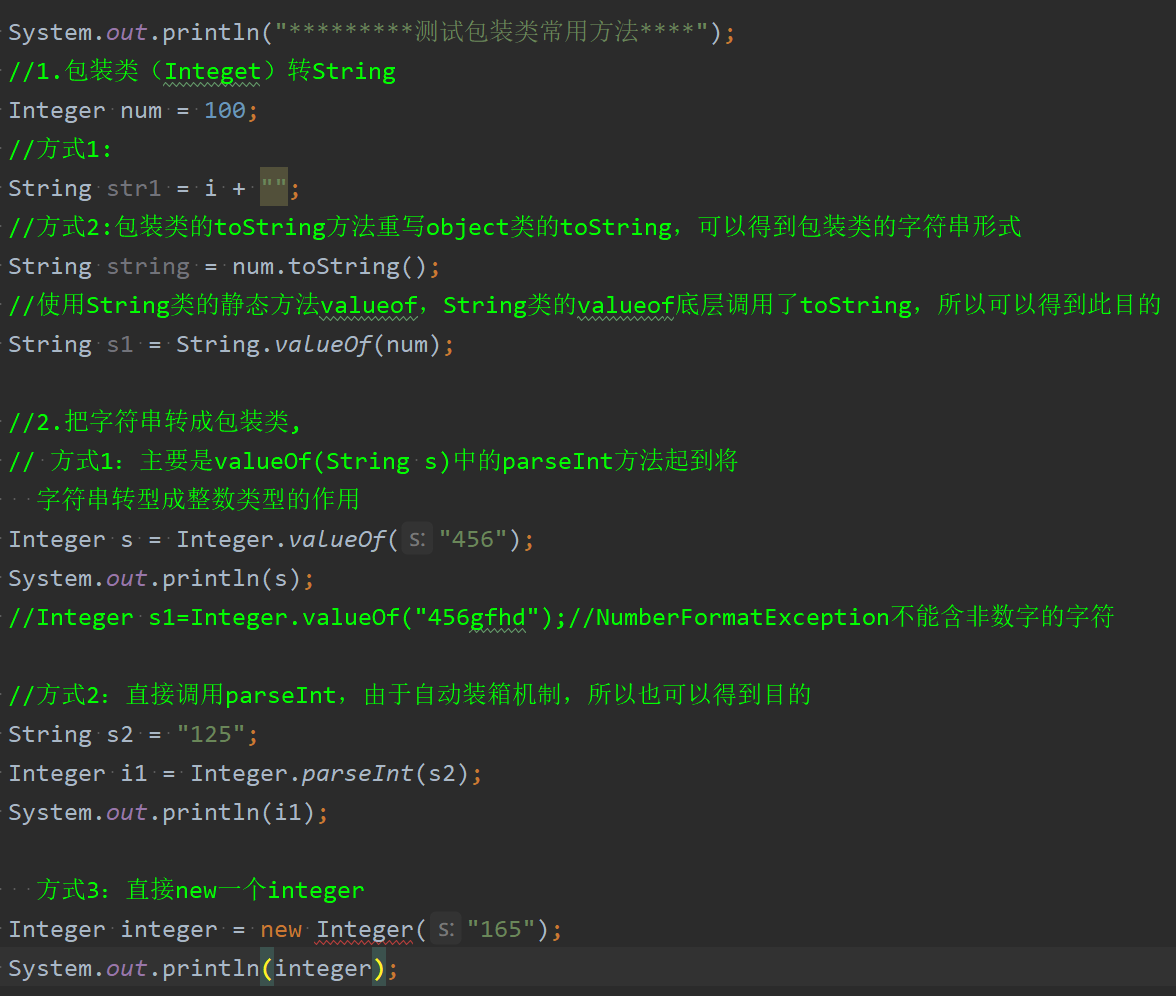 System.out.println("*********测试包装类常用方法****");
//1.包装类（Integet）转String
Integer num = 100;
//方式1:
String str1 = i + "";
//方式2:包装类的toString方法重写object类的toString，可以得到包装类的字符串形式
String string = num.toString();
//使用String类的静态方法valueof，String类的valueof底层调用了toString，所以可以得到此目的
String s1 = String.valueOf(num);
//2.把字符串转成包装类,
// 方式1：主要是valueOf(String s)中的parseInt方法起到将
字符串转型成整数类型的作用
Integer s = Integer.valueOf( s: "456");
System.out.println(s);
//Integer s1=Integer.valueOf("456gfhd");//NumberFormatException不能含非数字的字符
//方式2：直接调用parseInt，由于自动装箱机制，所以也可以得到目的
String s2 = "125";
Integer i1 = Integer.parseInt(s2);
System.out.println(i1);
方式3：直接new一个integer
Integer integer = new Integer( s: "165");
System.out.println(integer);